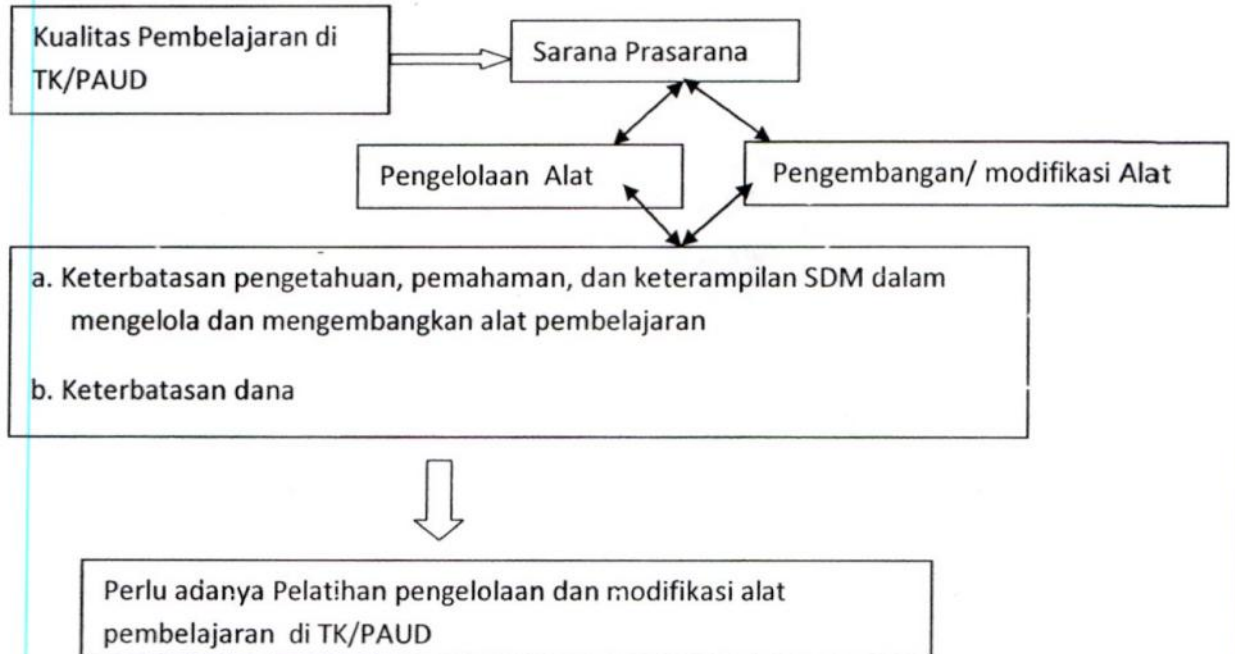 Kualitas Pembelajaran di
TK/PAUD
Sarana Prasarana
Pengelolaan Alat
Pengembangan/ modifikasi Alat
a. Keterbatasan pengetahuan, pemahaman, dan keterampilan SDM dalam
mengelola dan mengembangkan alat pembelajaran
b. Keterbatasan dana
Perlu adanya Pelatihan pengelolaan dan modifikasi alat
pembelajaran di TK/PAUD